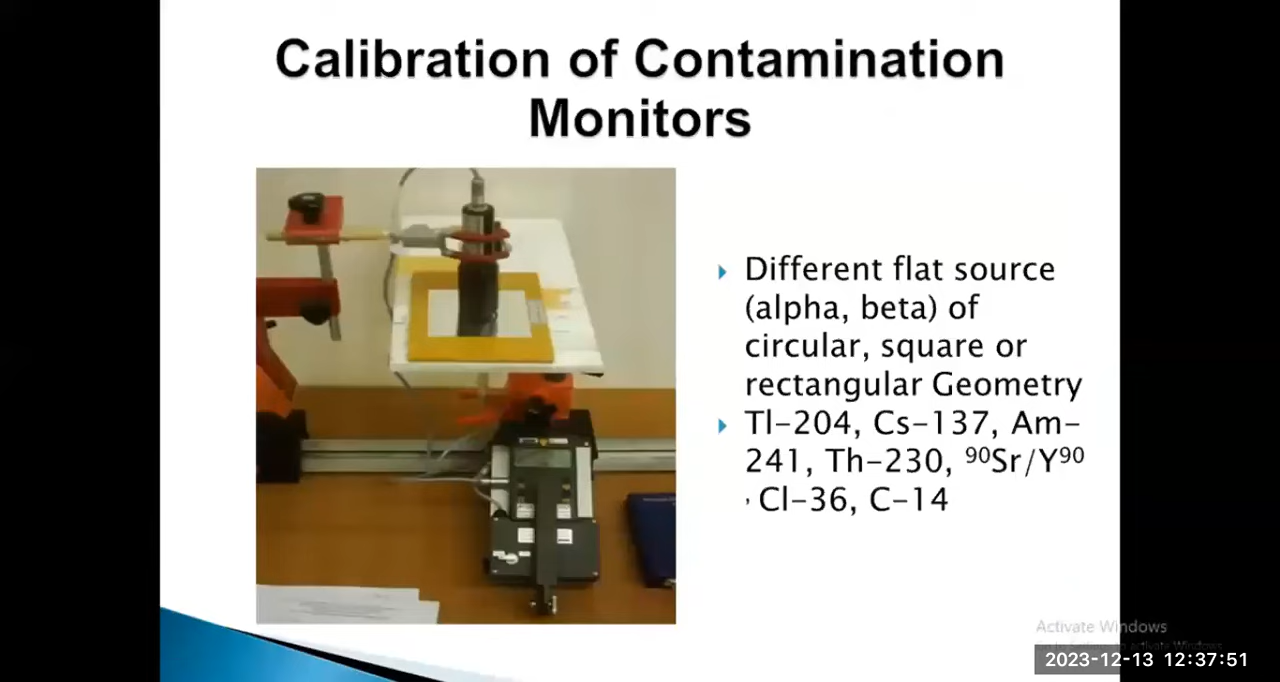 Calibration of Contamination
Monitors
Different flat source
(alpha, beta) of
circular, square or
rectangular Geometry
Tl-204, Cs-137, Am-
241, Th-230, ⁹⁰Sr/Y⁹⁰
, Cl-36, C-14
Activate Windows
2023-12-13 12:37:51